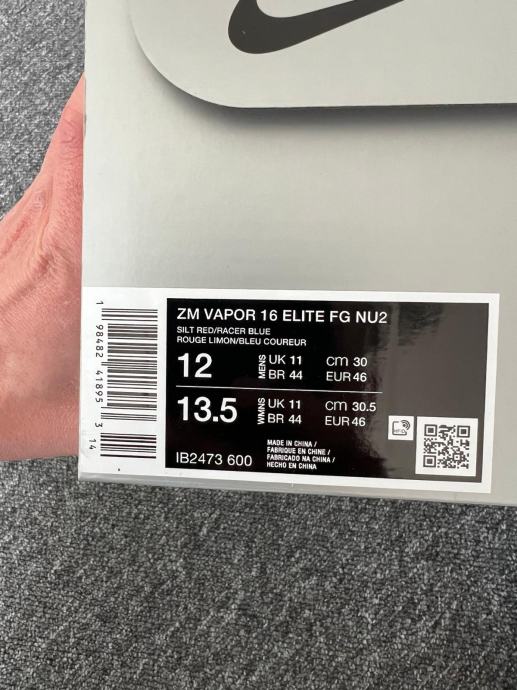 ZM VAPOR 16 ELITE FG NU2
SILT RED/RACER BLUE
ROUGE LIMON/BLEU COUREUR
12 MENS UK 11 cm 30
BR 44 EUR 46
13.5 WMNS UK 11 cm 30.5
BR 44 EUR 46
IB2473 600
MADE IN CHINA /
FABRIQUE EN CHINE /
FABRICADO NA CHINA /
HECHO EN CHINA
1 98482 41895 3 14